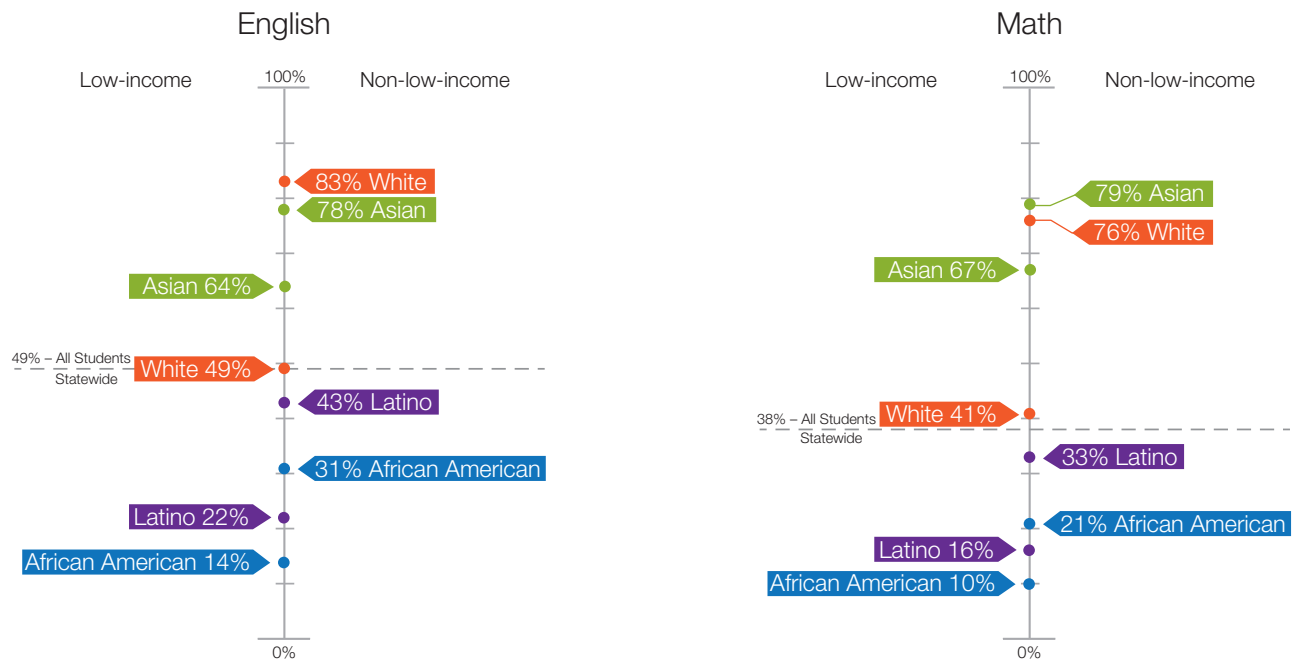 English
Low-income
100%
Non-low-income
83% White
78% Asian
Asian 64%
49% – All Students
Statewide
White 49%
43% Latino
31% African American
Latino 22%
African American 14%
0%
Math
Low-income
100%
Non-low-income
79% Asian
76% White
Asian 67%
White 41%
38% – All Students
Statewide
33% Latino
21% African American
Latino 16%
African American 10%
0%